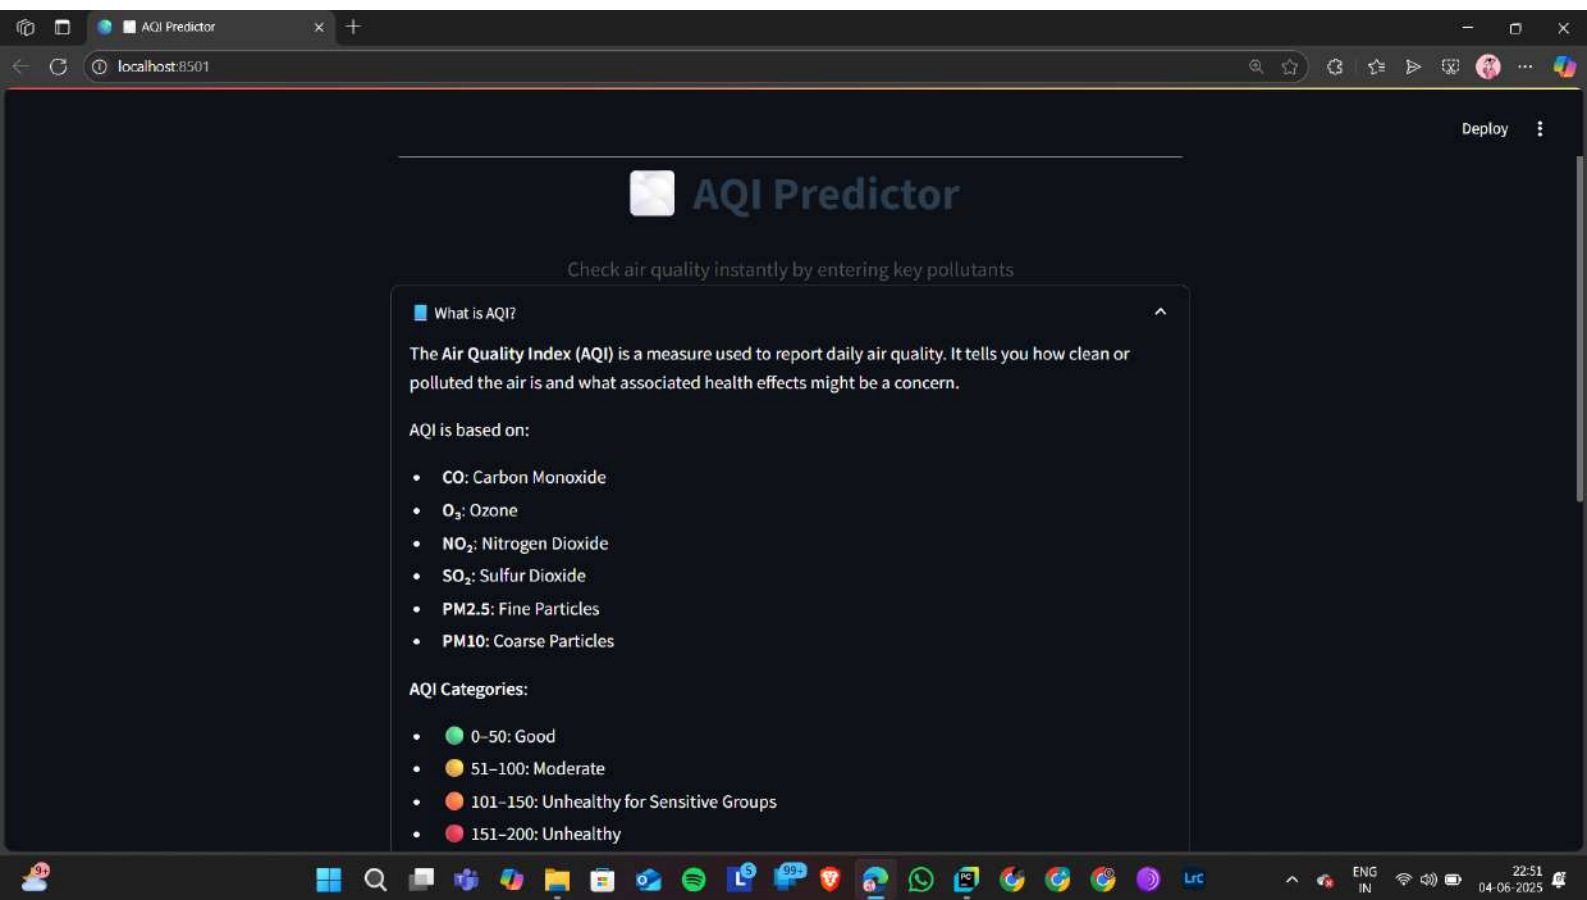 AQI Predictor
localhost:8501
Deploy
AQI Predictor
Check air quality instantly by entering key pollutants
What is AQI?
The Air Quality Index (AQI) is a measure used to report daily air quality. It tells you how clean or
polluted the air is and what associated health effects might be a concern.
AQI is based on:
• CO: Carbon Monoxide
• O₃: Ozone
• NO₂: Nitrogen Dioxide
• SO₂: Sulfur Dioxide
• PM2.5: Fine Particles
• PM10: Coarse Particles
AQI Categories:
• 0–50: Good
• 51–100: Moderate
• 101–150: Unhealthy for Sensitive Groups
• 151–200: Unhealthy
9+
L 5
99+
PC
LrC
ENG
IN
22:51
04-06-2025